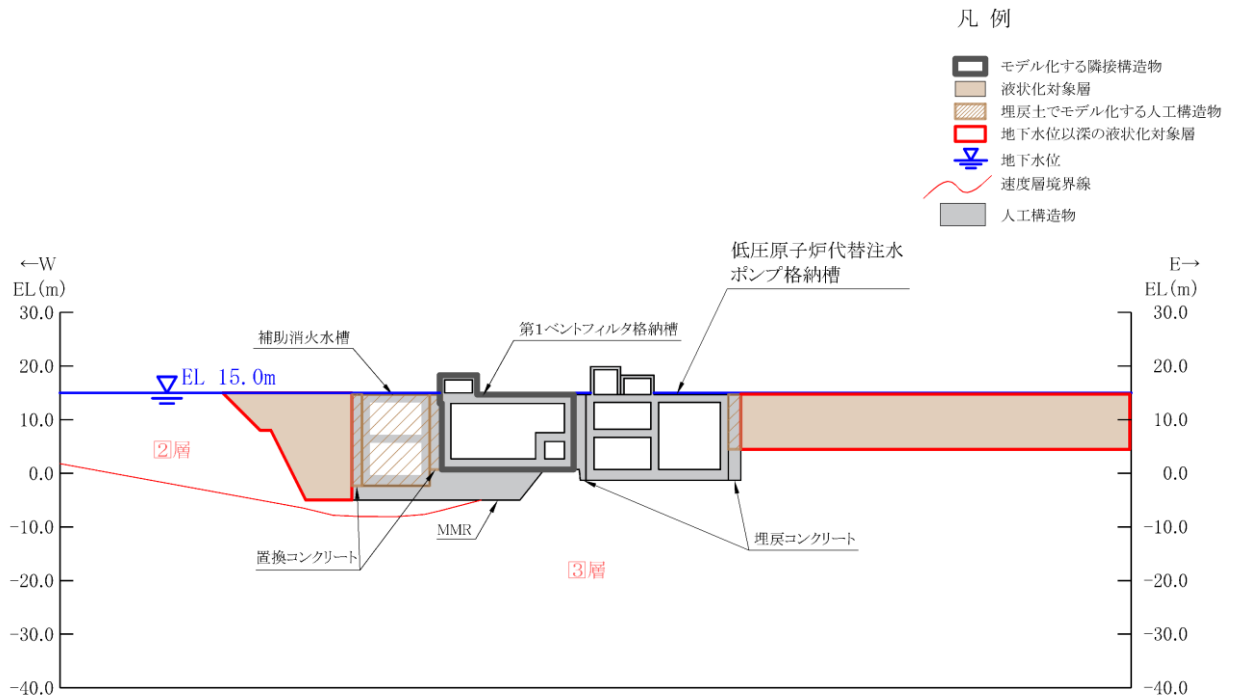 凡 例
モデル化する隣接構造物
液状化対象層
埋戻土でモデル化する人工構造物
地下水位以深の液状化対象層
地下水位
速度層境界線
人工構造物
←W
EL(m)
低圧原子炉代替注水
ポンプ格納槽
E→
EL(m)
補助消火水槽
第1ベントフィルタ格納槽
EL 15.0m
②層
③層
MMR
置換コンクリート
埋戻コンクリート
30.0
20.0
10.0
0.0
-10.0
-20.0
-30.0
-40.0
30.0
20.0
10.0
0.0
-10.0
-20.0
-30.0
-40.0